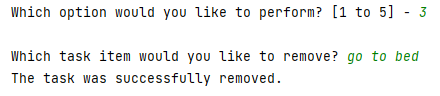 Which option would you like to perform? [1 to 5] - 3
Which task item would you like to remove? go to bed
The task was successfully removed.